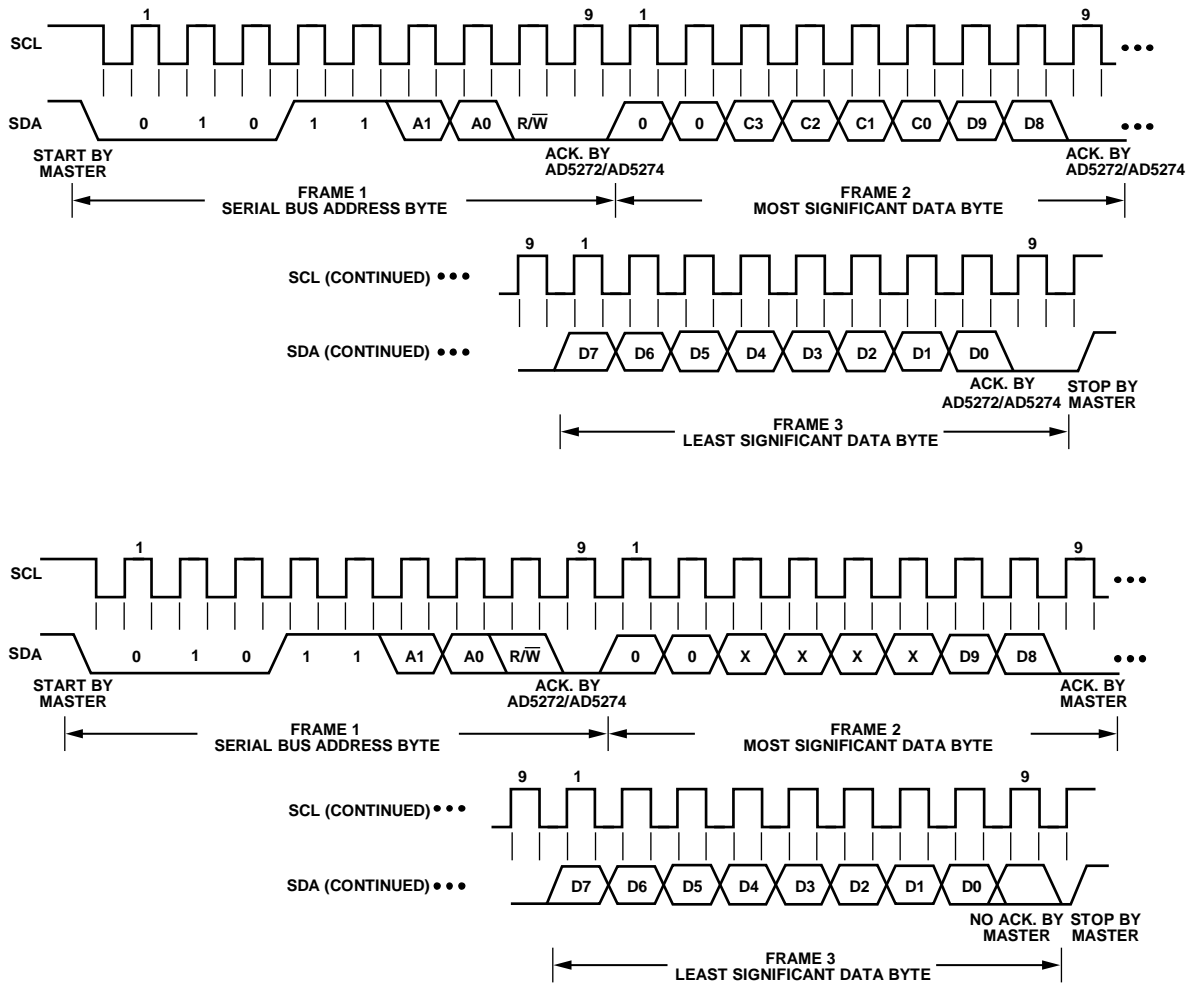 1 9 1 9
SCL
SDA 0 1 0 1 1 A1 A0 R/W̅ 0 0 C3 C2 C1 C0 D9 D8
START BY
MASTER
ACK. BY
AD5272/AD5274
ACK. BY
AD5272/AD5274
FRAME 1
SERIAL BUS ADDRESS BYTE
FRAME 2
MOST SIGNIFICANT DATA BYTE
9 1 9
SCL (CONTINUED)
SDA (CONTINUED) D7 D6 D5 D4 D3 D2 D1 D0
ACK. BY
AD5272/AD5274
STOP BY
MASTER
FRAME 3
LEAST SIGNIFICANT DATA BYTE
1 9 1 9
SCL
SDA 0 1 0 1 1 A1 A0 R/W̅ 0 0 X X X X D9 D8
START BY
MASTER
ACK. BY
AD5272/AD5274
ACK. BY
MASTER
FRAME 1
SERIAL BUS ADDRESS BYTE
FRAME 2
MOST SIGNIFICANT DATA BYTE
9 1 9
SCL (CONTINUED)
SDA (CONTINUED) D7 D6 D5 D4 D3 D2 D1 D0
NO ACK. BY
MASTER
STOP BY
MASTER
FRAME 3
LEAST SIGNIFICANT DATA BYTE